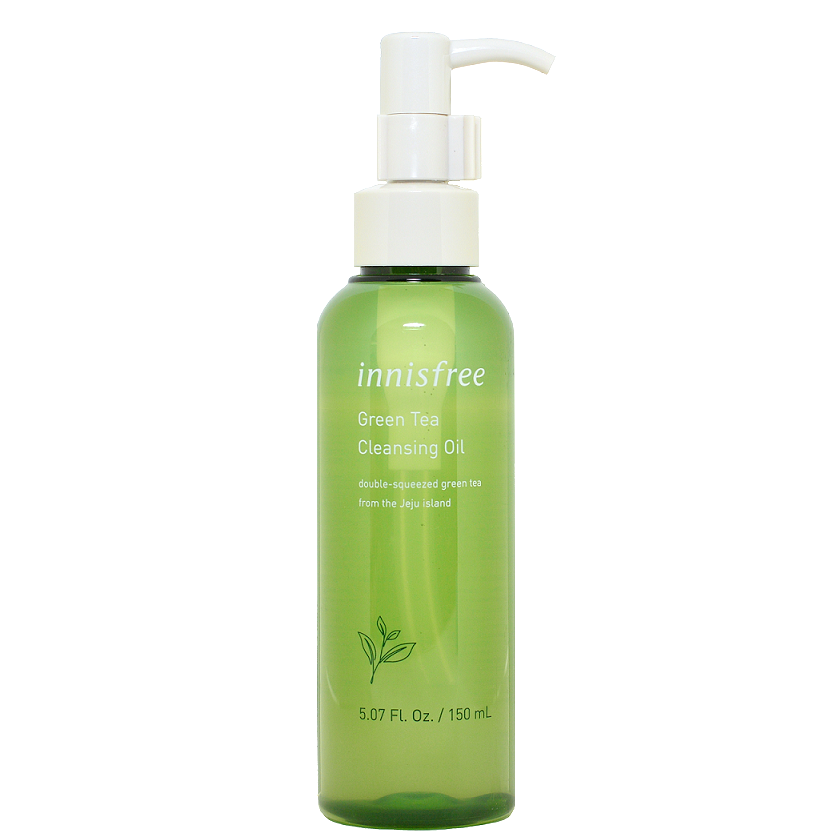 innisfree
Green Tea
Cleansing Oil
double-squeezed green tea
from the Jeju island
5.07 Fl. Oz. / 150 mL